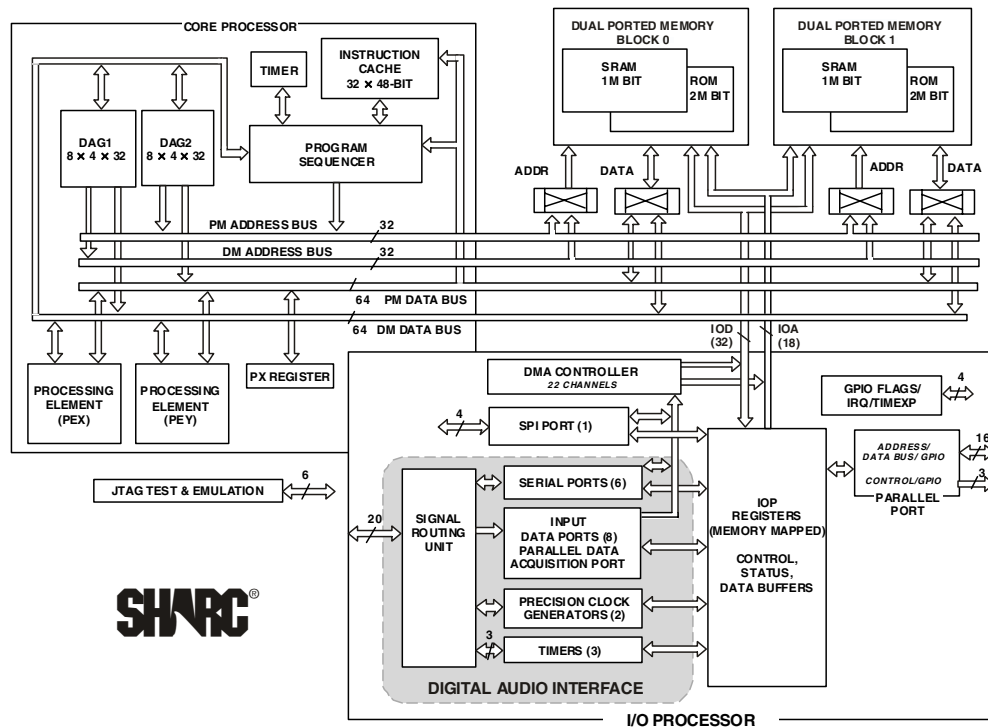 CORE PROCESSOR
TIMER
INSTRUCTION
CACHE
32 × 48-BIT
DAG1
8 × 4 × 32
DAG2
8 × 4 × 32
PROGRAM
SEQUENCER
DUAL PORTED MEMORY
BLOCK 0
SRAM
1M BIT
ROM
2M BIT
DUAL PORTED MEMORY
BLOCK 1
SRAM
1M BIT
ROM
2M BIT
ADDR
DATA
ADDR
DATA
PM ADDRESS BUS
32
DM ADDRESS BUS
32
64
PM DATA BUS
64
DM DATA BUS
IOD
(32)
IOA
(18)
PROCESSING
ELEMENT
(PEX)
PROCESSING
ELEMENT
(PEY)
PX REGISTER
DMA CONTROLLER
22 CHANNELS
GPIO FLAGS/
IRQ/TIMEXP
4
4
SPI PORT (1)
ADDRESS/
DATA BUS/ GPIO
CONTROL/GPIO
PARALLEL
PORT
16
3
JTAG TEST & EMULATION
6
20
SIGNAL
ROUTING
UNIT
SERIAL PORTS (6)
INPUT
DATA PORTS (8)
PARALLEL DATA
ACQUISITION PORT
PRECISION CLOCK
GENERATORS (2)
3
TIMERS (3)
IOP
REGISTERS
(MEMORY MAPPED)
CONTROL,
STATUS,
DATA BUFFERS
SHARC®
DIGITAL AUDIO INTERFACE
I/O PROCESSOR